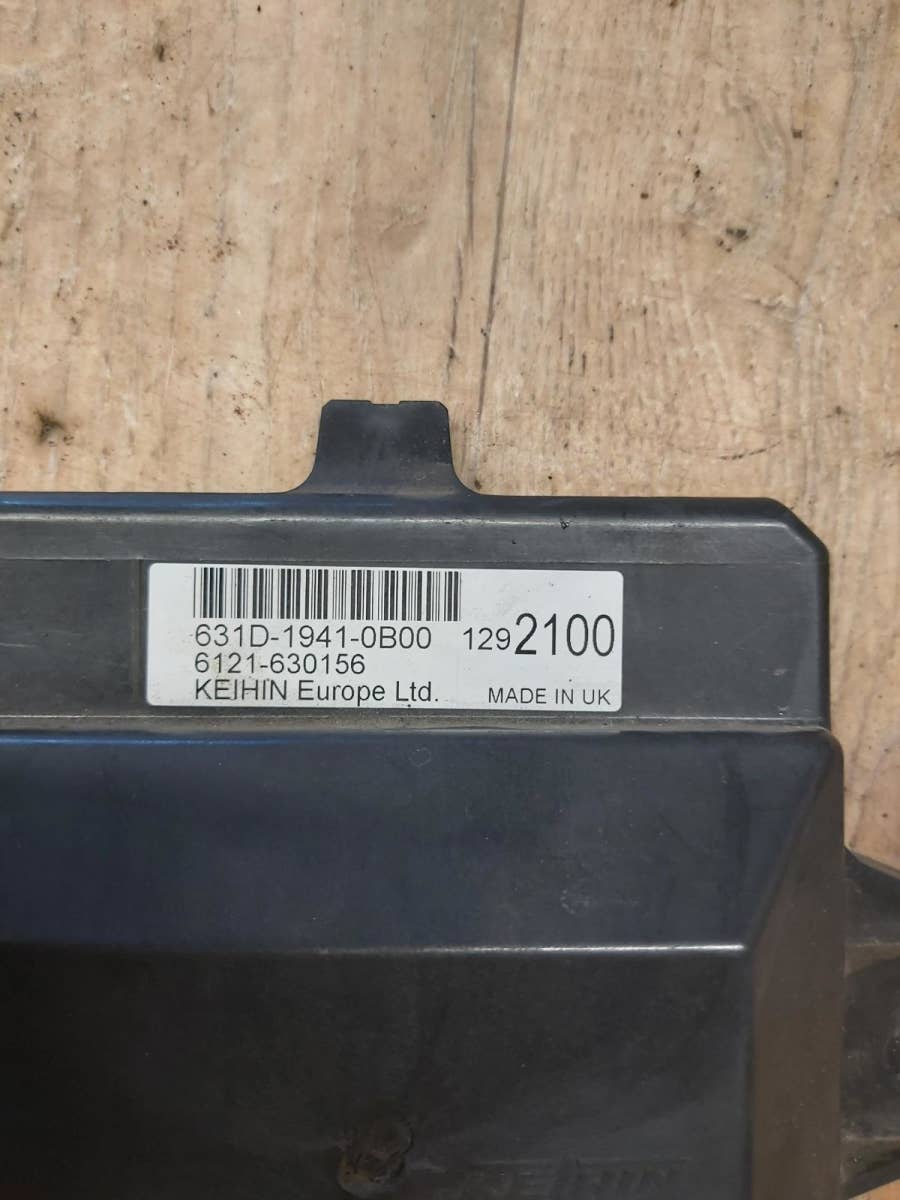 631D-1941-0B00 1292100
6121-630156
KEIHIN Europe Ltd. MADE IN UK